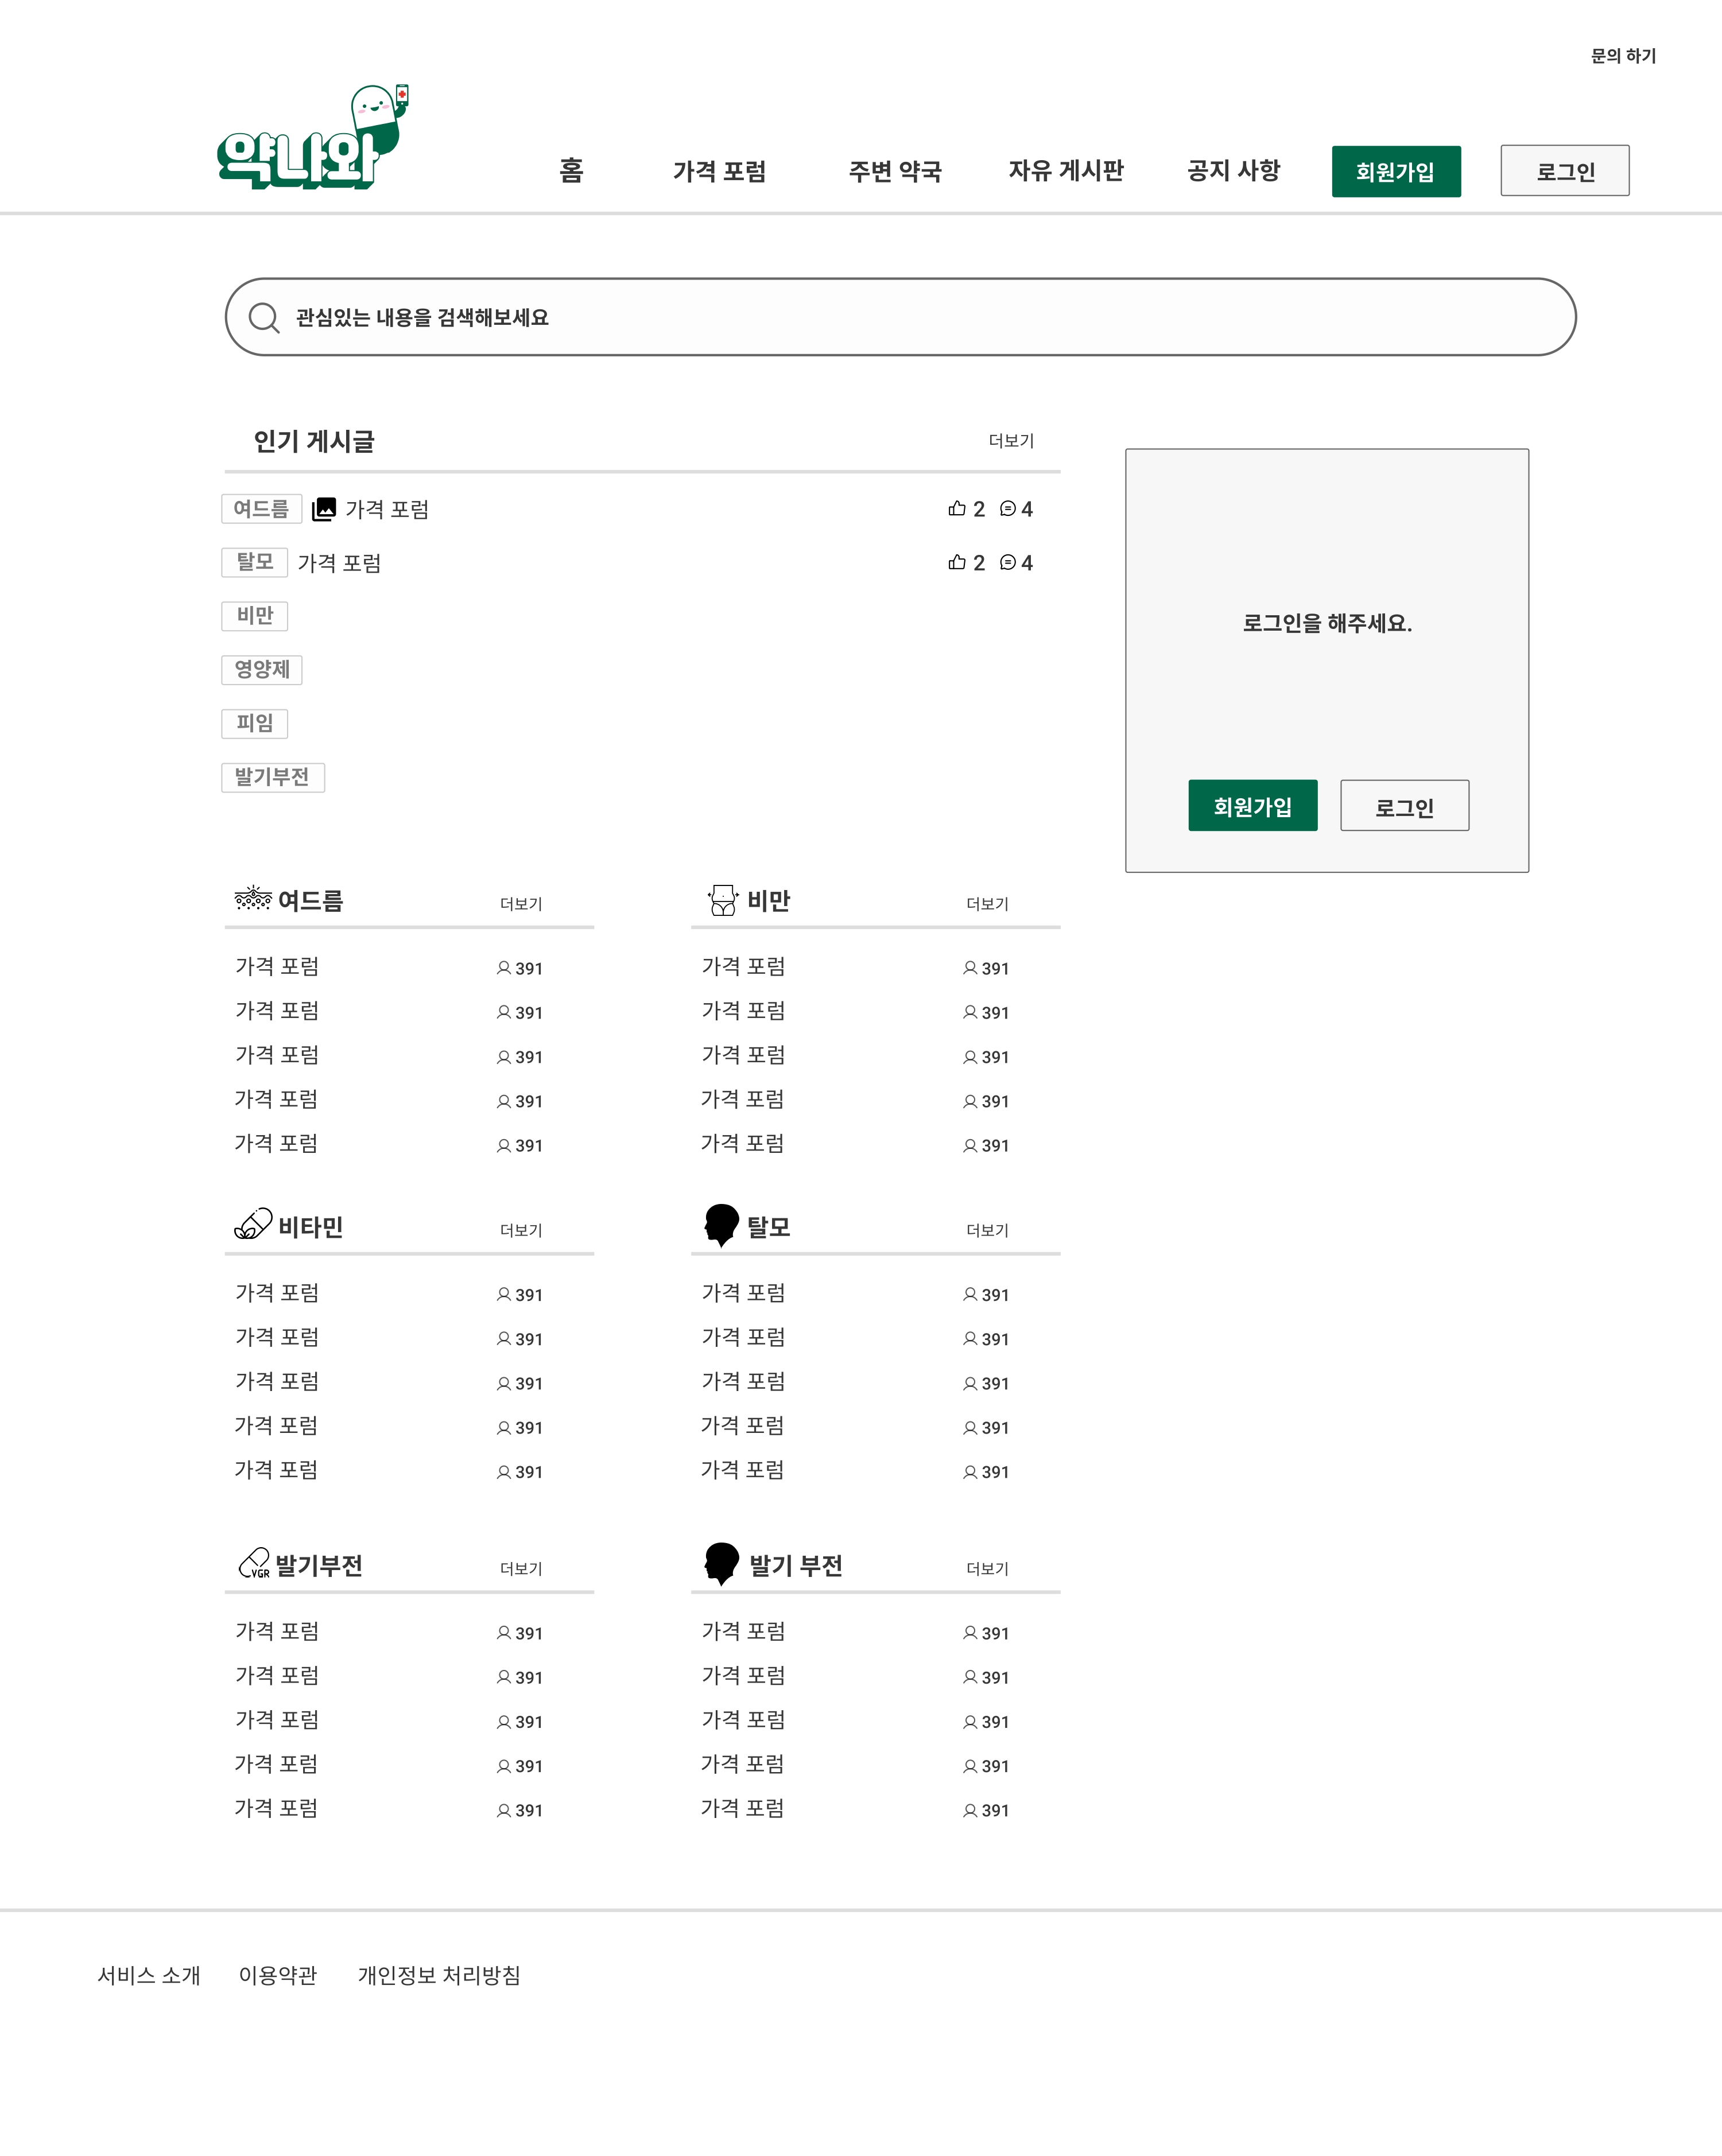 문의 하기
약나와
홈 가격 포럼 주변 약국 자유 게시판 공지 사항 회원가입 로그인
관심있는 내용을 검색해보세요
인기 게시글 더보기
여드름 가격 포럼 2 4
탈모 가격 포럼 2 4
비만
영양제
피임
발기부전
로그인을 해주세요.
회원가입 로그인
여드름 더보기
가격 포럼 391
가격 포럼 391
가격 포럼 391
가격 포럼 391
가격 포럼 391
비만 더보기
가격 포럼 391
가격 포럼 391
가격 포럼 391
가격 포럼 391
가격 포럼 391
비타민 더보기
가격 포럼 391
가격 포럼 391
가격 포럼 391
가격 포럼 391
가격 포럼 391
탈모 더보기
가격 포럼 391
가격 포럼 391
가격 포럼 391
가격 포럼 391
가격 포럼 391
VGR 발기부전 더보기
가격 포럼 391
가격 포럼 391
가격 포럼 391
가격 포럼 391
가격 포럼 391
발기 부전 더보기
가격 포럼 391
가격 포럼 391
가격 포럼 391
가격 포럼 391
가격 포럼 391
서비스 소개 이용약관 개인정보 처리방침